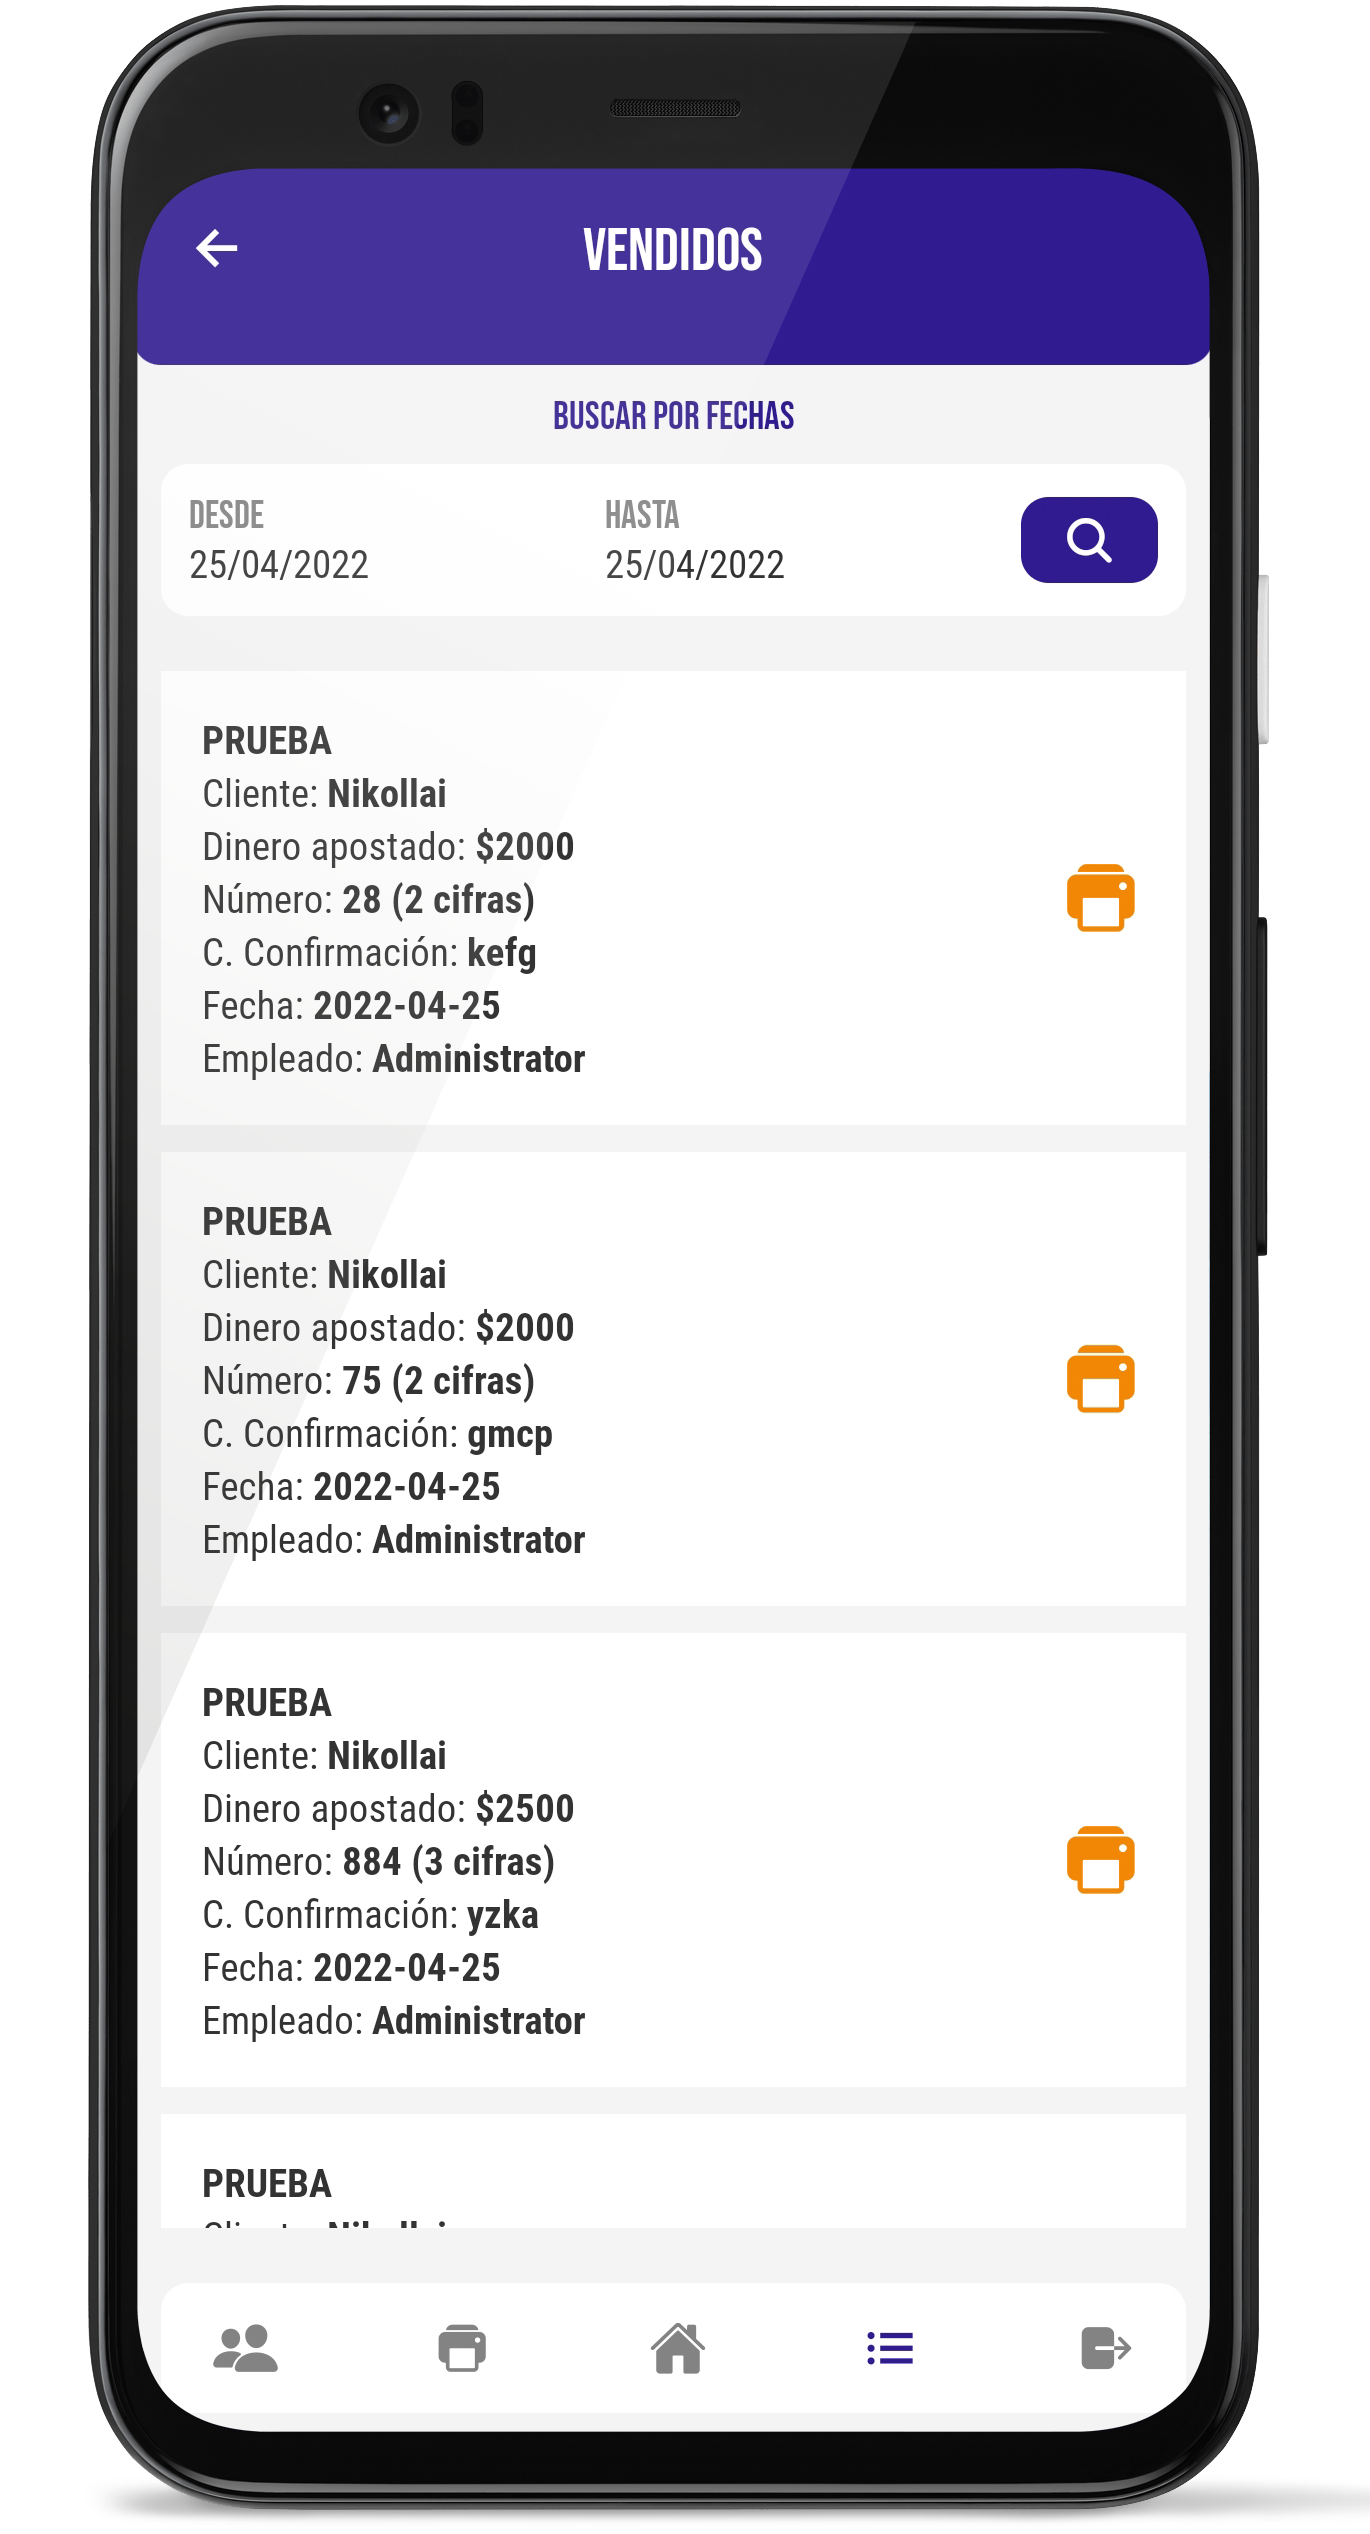 VENDIDOS
BUSCAR POR FECHAS
DESDE HASTA
25/04/2022 25/04/2022
PRUEBA
Cliente: Nikollai
Dinero apostado: $2000
Número: 28 (2 cifras)
C. Confirmación: kefg
Fecha: 2022-04-25
Empleado: Administrator
PRUEBA
Cliente: Nikollai
Dinero apostado: $2000
Número: 75 (2 cifras)
C. Confirmación: gmcp
Fecha: 2022-04-25
Empleado: Administrator
PRUEBA
Cliente: Nikollai
Dinero apostado: $2500
Número: 884 (3 cifras)
C. Confirmación: yzka
Fecha: 2022-04-25
Empleado: Administrator
PRUEBA
Cliente: Nikollai